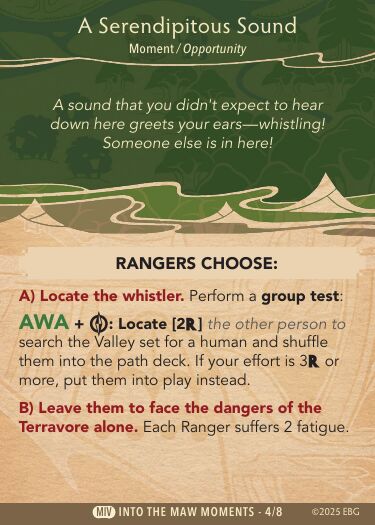 A Serendipitous Sound
Moment / Opportunity
A sound that you didn't expect to hear
down here greets your ears—whistling!
Someone else is in here!
RANGERS CHOOSE:
A) Locate the whistler. Perform a group test:
AWA + : Locate [2R] the other person to
search the Valley set for a human and shuffle
them into the path deck. If your effort is 3R or
more, put them into play instead.
B) Leave them to face the dangers of the
Terravore alone. Each Ranger suffers 2 fatigue.
MIV INTO THE MAW MOMENTS - 4/8 ©2025 EBG